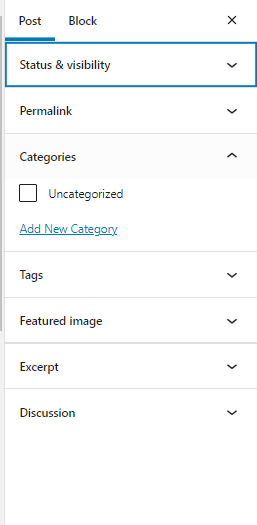 Post Block
Status & visibility
Permalink
Categories
Uncategorized
Add New Category
Tags
Featured image
Excerpt
Discussion